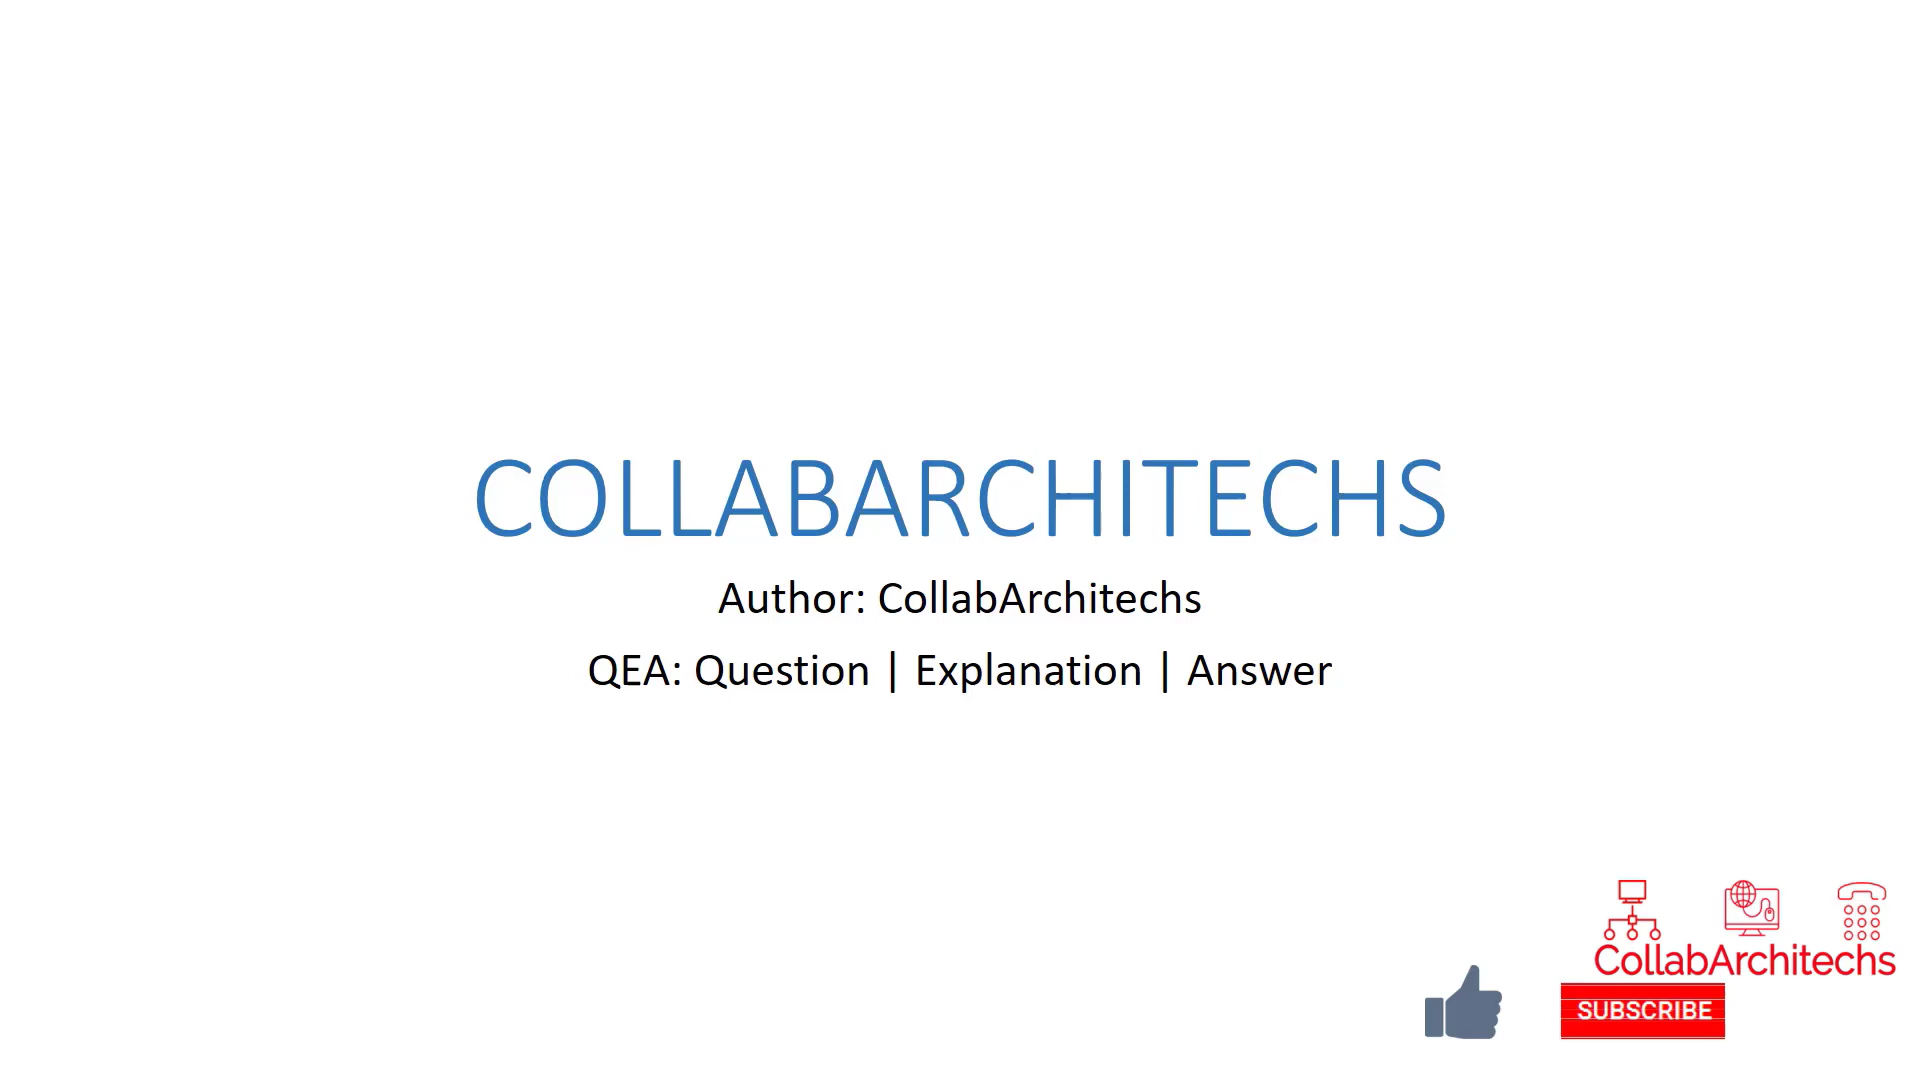 COLLABARCHITECHS
Author: CollabArchitechs
QEA: Question | Explanation | Answer
CollabArchitechs
SUBSCRIBE